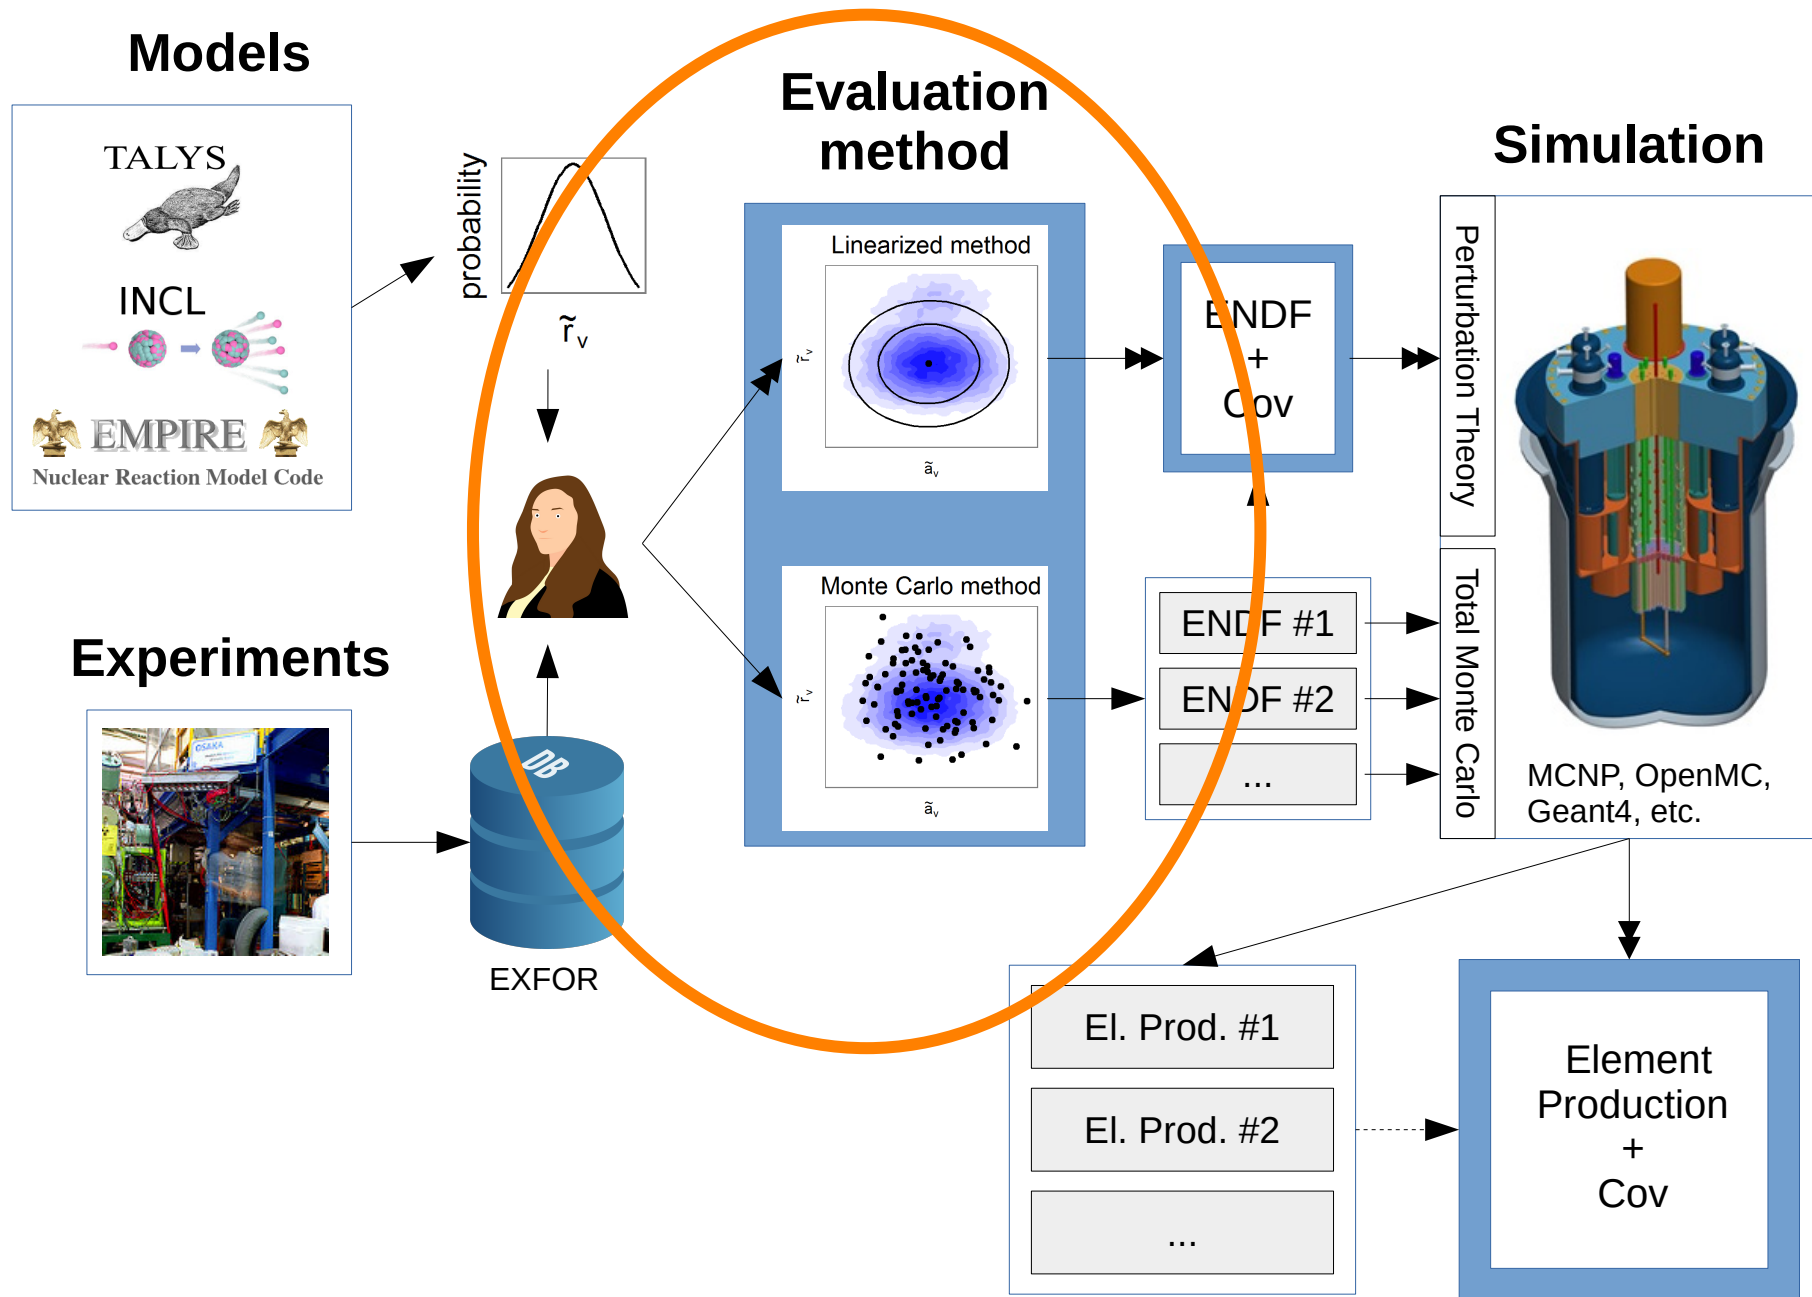 Models
TALYS
INCL
EMPIRE
Nuclear Reaction Model Code
probability
r̃ᵥ
Experiments
OSAKA
DB
EXFOR
Evaluation
method
Linearized method
r̃ᵥ
ãᵥ
Monte Carlo method
r̃ᵥ
ãᵥ
ENDF
+
Cov
ENDF #1
ENDF #2
...
Simulation
Perturbation Theory
Total Monte Carlo
MCNP, OpenMC,
Geant4, etc.
El. Prod. #1
El. Prod. #2
...
Element
Production
+
Cov